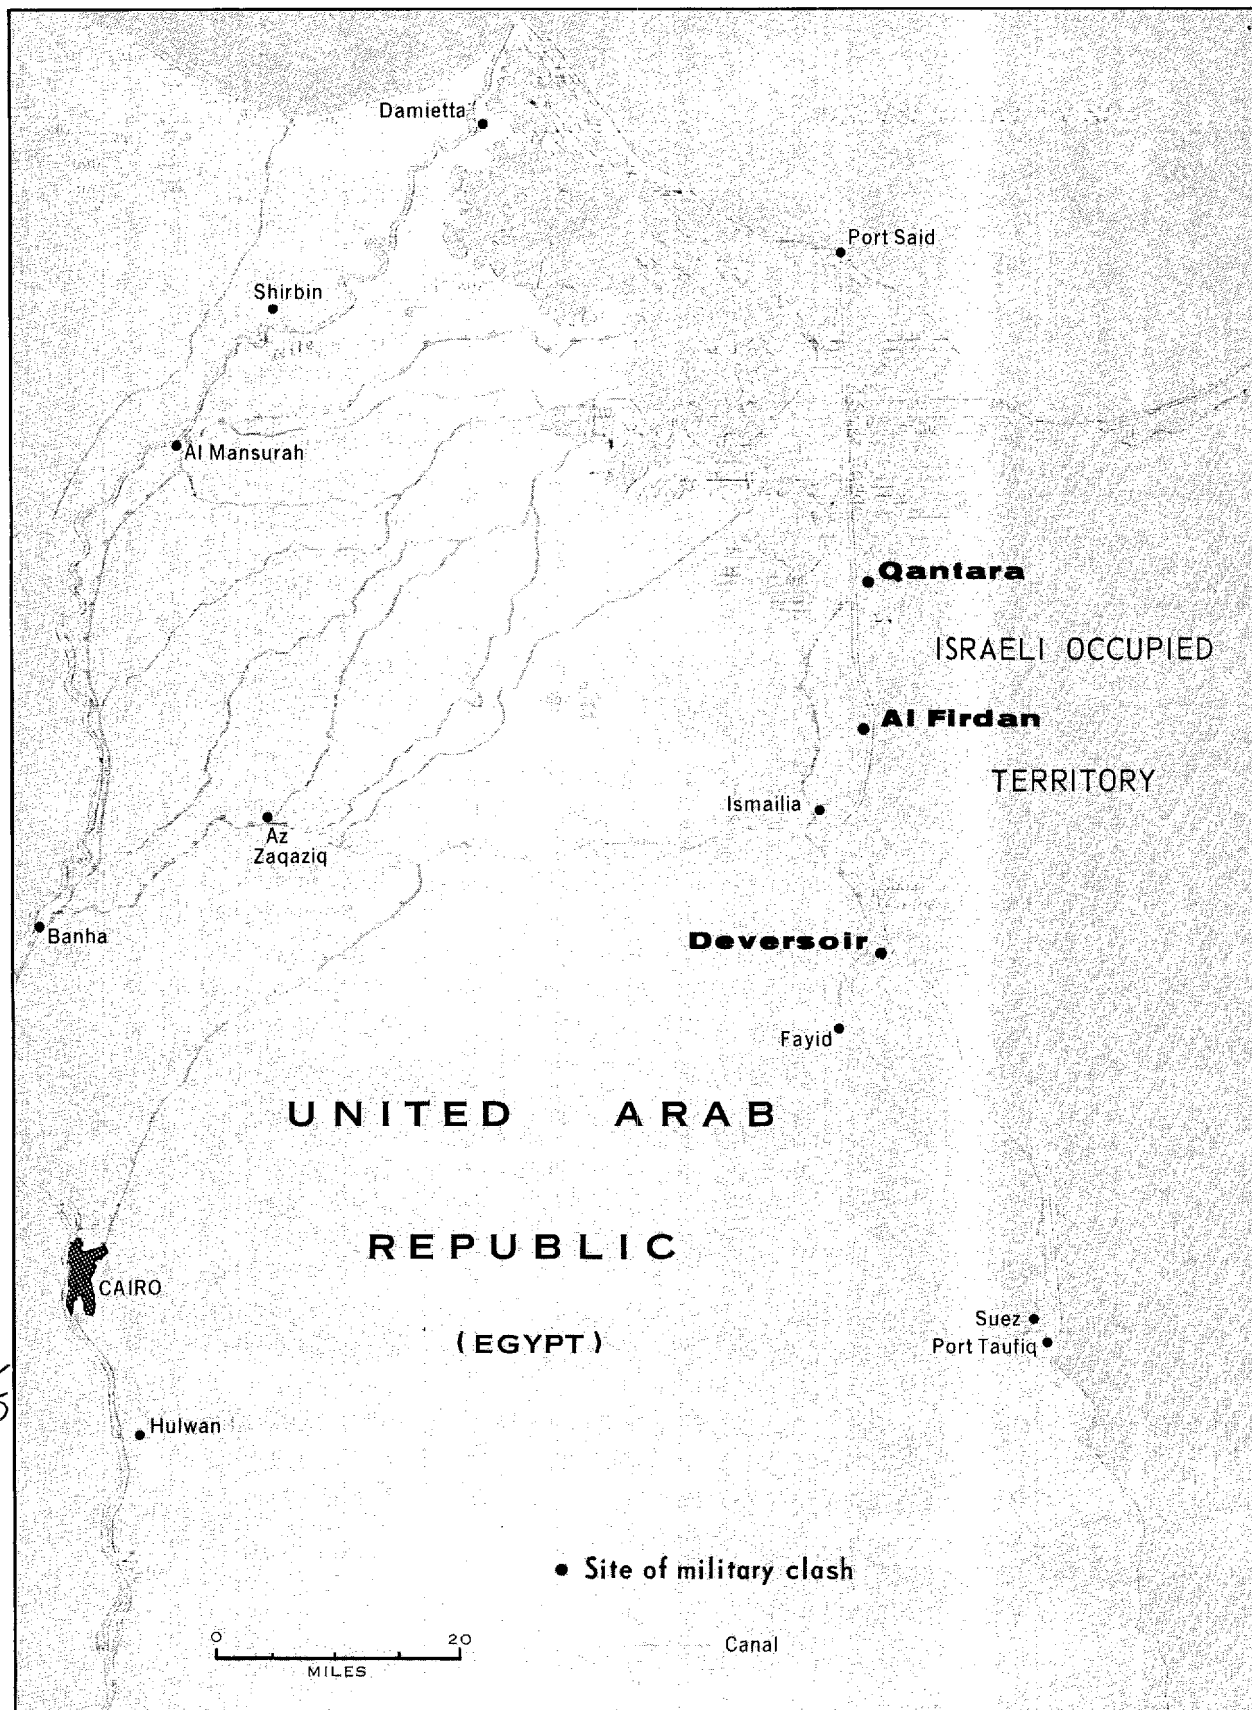 Damietta
Port Said
Shirbin
Al Mansurah
Qantara
ISRAELI OCCUPIED
Al Firdan
TERRITORY
Ismailia
Az
Zaqaziq
Banha
Deversoir
Fayid
UNITED ARAB
REPUBLIC
CAIRO
(EGYPT)
Suez
Port Taufiq
Hulwan
Site of military clash
0 20
MILES
Canal